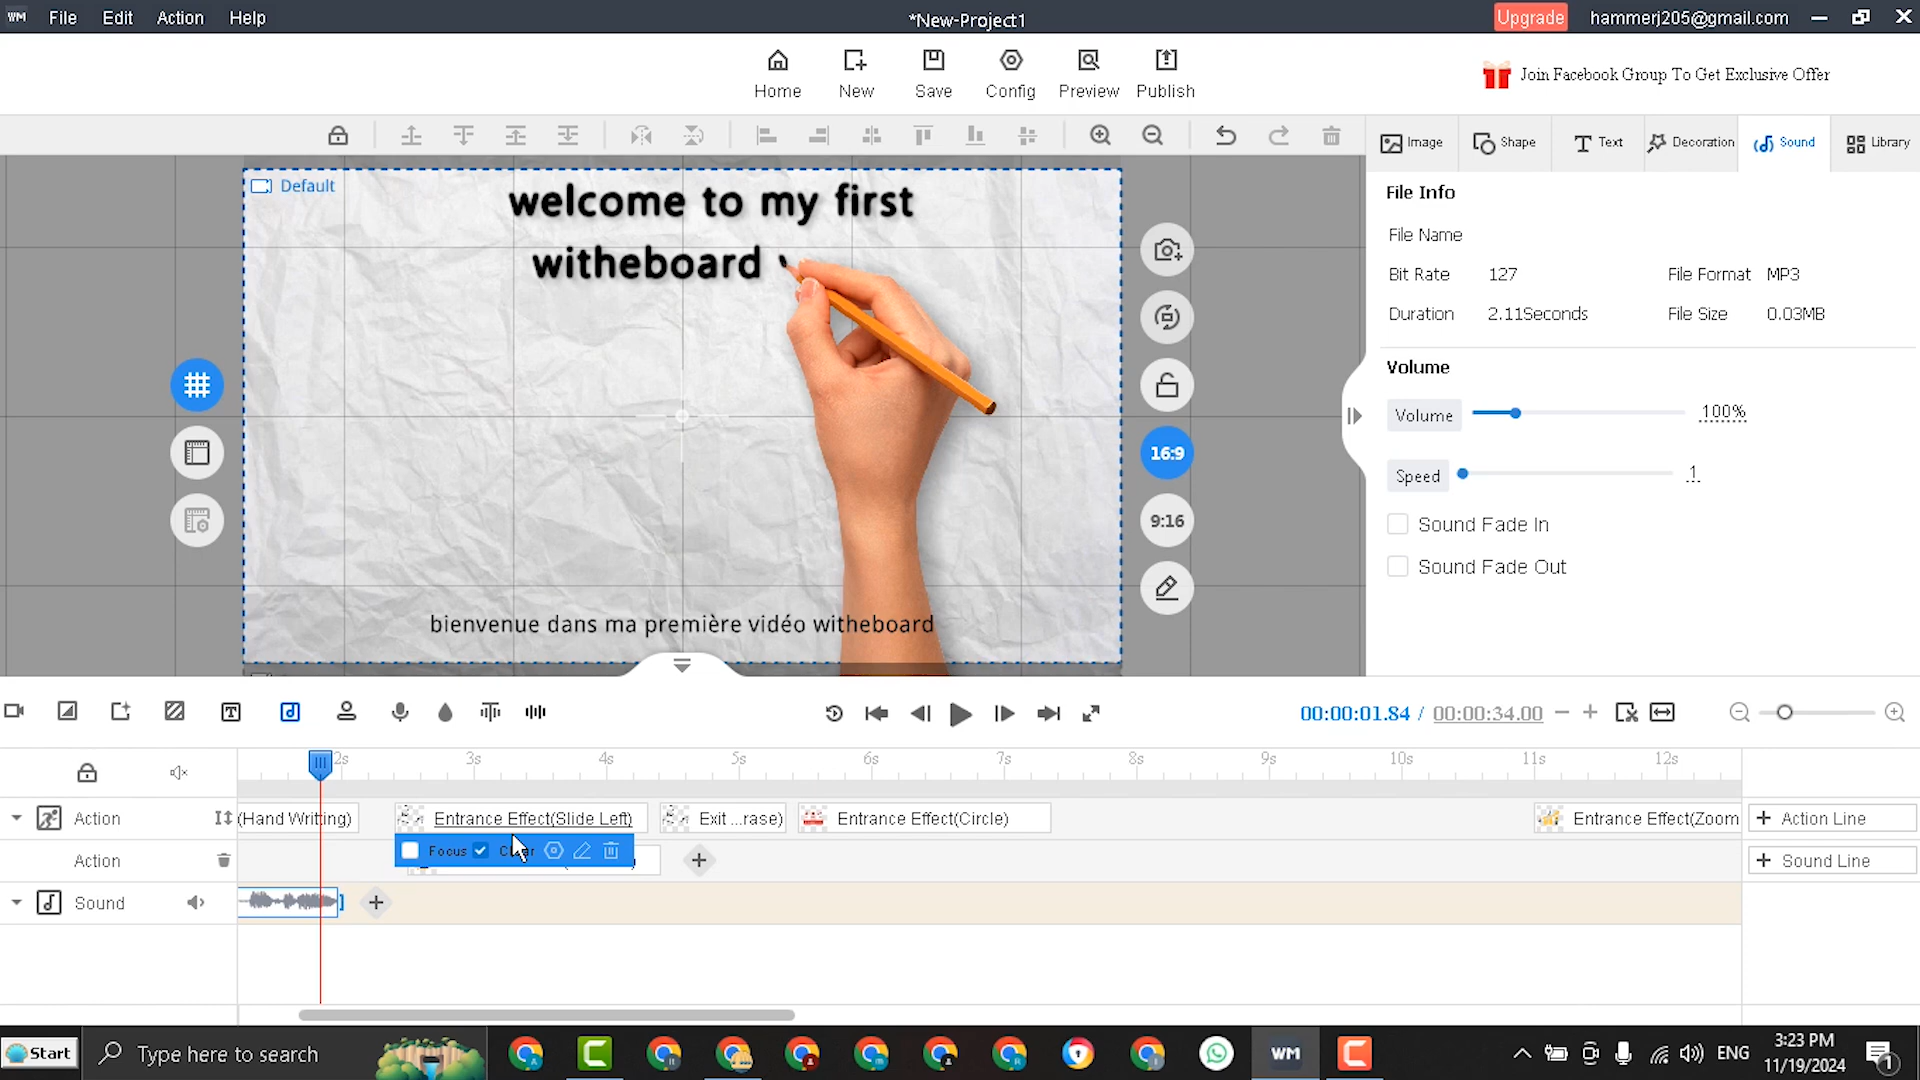 WM File Edit Action Help
*New-Project1
Upgrade hammerj205@gmail.com
Home New Save Config Preview Publish
Join Facebook Group To Get Exclusive Offer
Image Shape Text Decoration Sound Library
Default
welcome to my first
witheboard
bienvenue dans ma première vidéo witheboard
16:9
9:16
File Info
File Name
Bit Rate 127 File Format MP3
Duration 2.11Seconds File Size 0.03MB
Volume
Volume 100%
Speed 1
Sound Fade In
Sound Fade Out
00:00:01.84 / 00:00:34.00
2s 3s 4s 5s 6s 7s 8s 9s 10s 11s 12s
Action (Hand Writting) Entrance Effect(Slide Left) Exit ...rase) Entrance Effect(Circle) Entrance Effect(Zoom + Action Line
Action Focus + Sound Line
Sound
Start Type here to search WM ENG 3:23 PM
11/19/2024 1